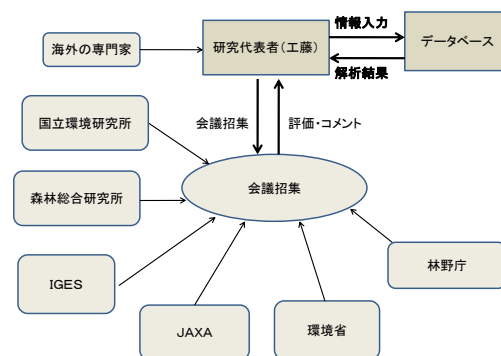 情報入力
海外の専門家
研究代表者(工藤)
データベース
解析結果
国立環境研究所
会議招集
評価・コメント
森林総合研究所
会議招集
林野庁
IGES
JAXA
環境省